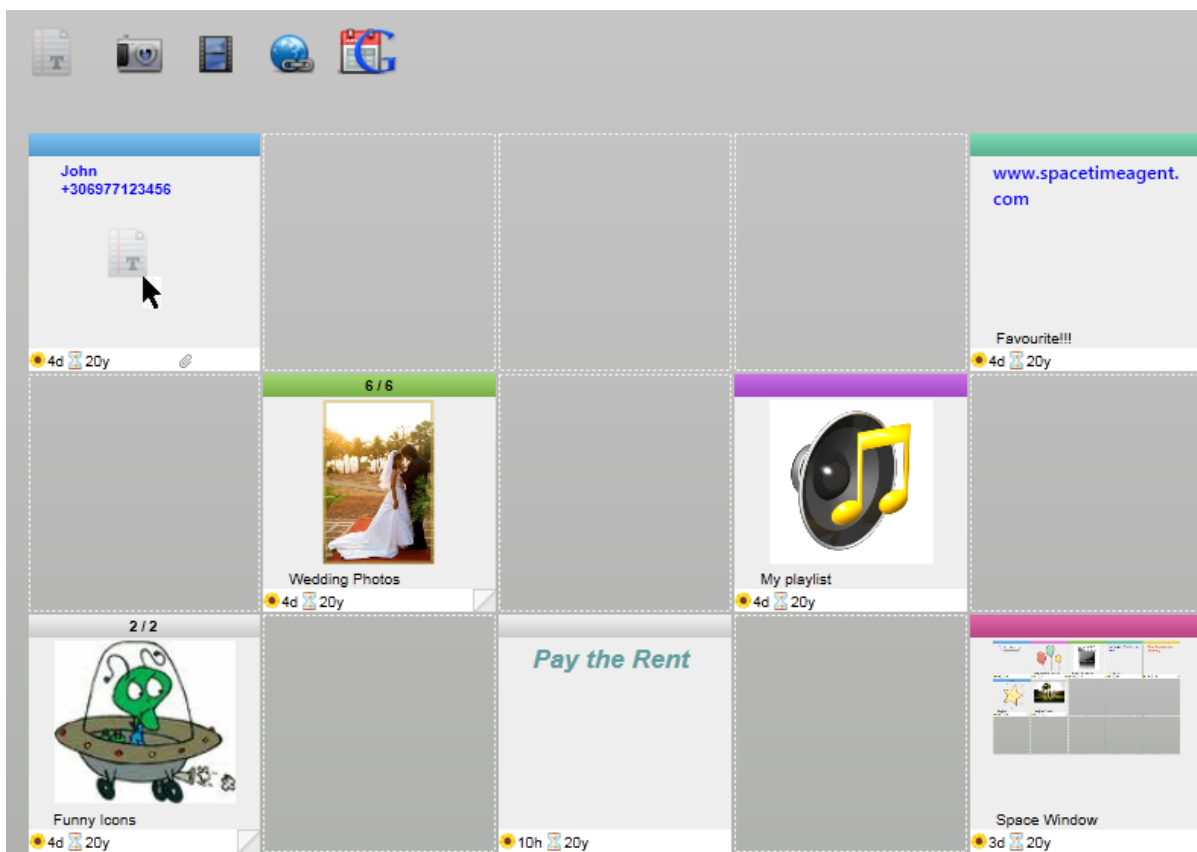 T
G
John
+306977123456
T
4d 20y
www.spacetimeagent.
com
Favourite!!!
4d 20y
6 / 6
Wedding Photos
4d 20y
My playlist
4d 20y
2 / 2
Funny Icons
4d 20y
Pay the Rent
10h 20y
Space Window
3d 20y